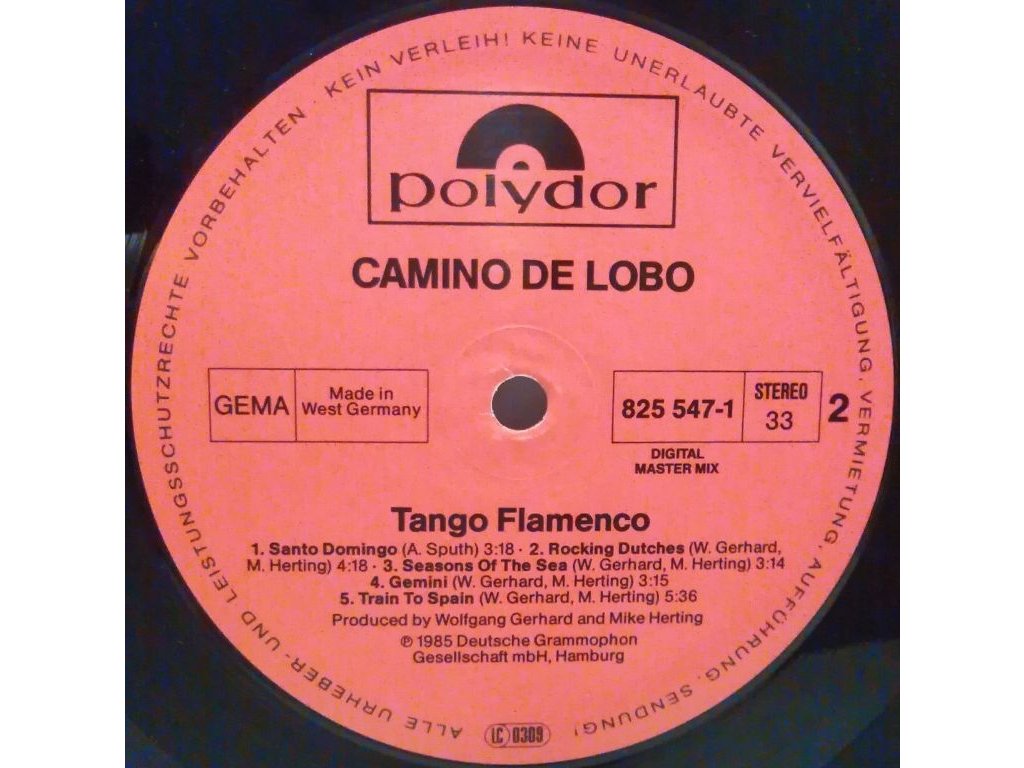 ALLE URHEBER- UND LEISTUNGSSCHUTZRECHTE VORBEHALTEN · KEIN VERLEIH! KEINE UNERLAUBTE VERVIELFÄLTIGUNG, VERMIETUNG, AUFFÜHRUNG, SENDUNG!
polydor
CAMINO DE LOBO
GEMA
Made in
West Germany
825 547-1
STEREO
33
2
DIGITAL
MASTER MIX
Tango Flamenco
1. Santo Domingo (A. Sputh) 3:18 · 2. Rocking Dutches (W. Gerhard,
M. Herting) 4:18 · 3. Seasons Of The Sea (W. Gerhard, M. Herting) 3:14
4. Gemini (W. Gerhard, M. Herting) 3:15
5. Train To Spain (W. Gerhard, M. Herting) 5:36
Produced by Wolfgang Gerhard and Mike Herting
℗ 1985 Deutsche Grammophon
Gesellschaft mbH, Hamburg
LC 0309